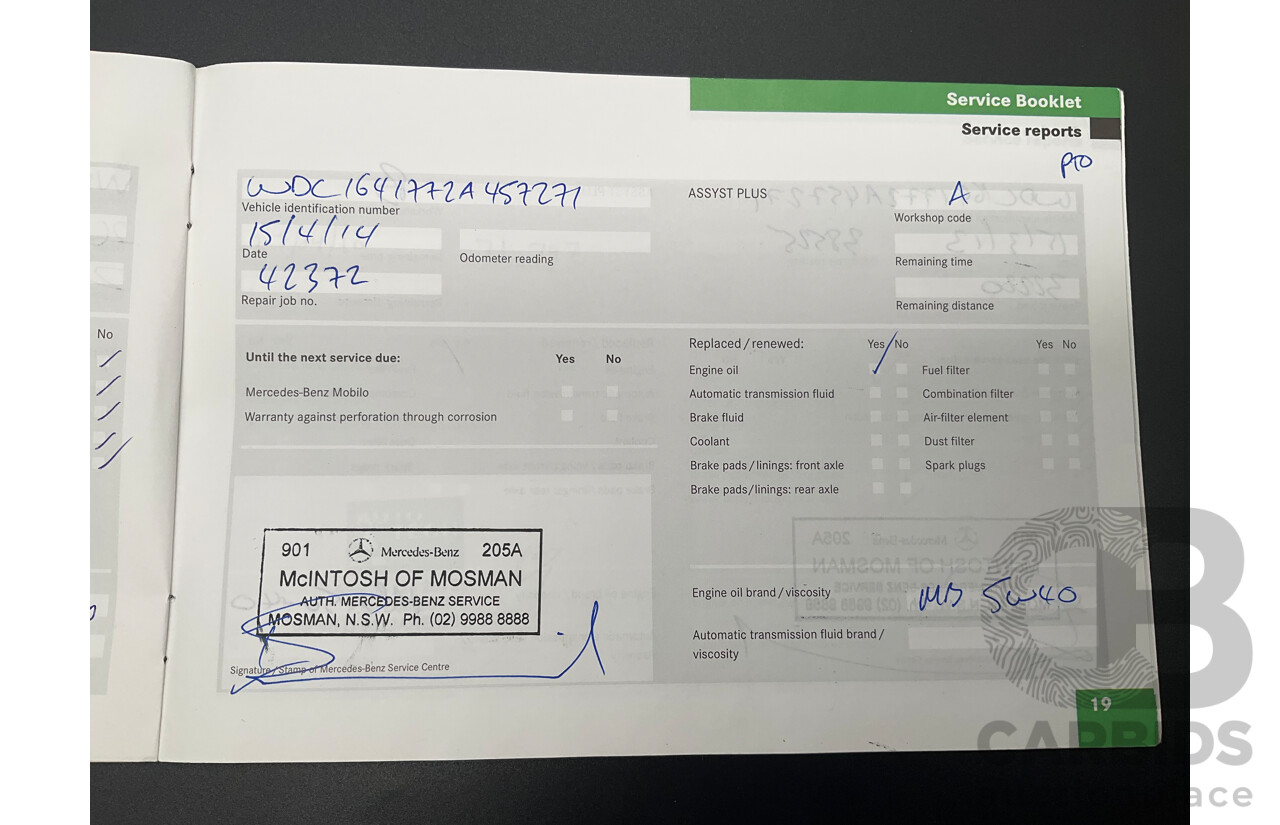 Service Booklet
Service reports
PTO
WDC1641772A457271
Vehicle identification number
15/4/14
Date
Odometer reading
42372
Repair job no.
ASSYST PLUS
A
Workshop code
Remaining time
Remaining distance
No
Until the next service due: Yes No
Mercedes-Benz Mobilo
Warranty against perforation through corrosion
Replaced / renewed: Yes No Yes No
Engine oil Fuel filter
Automatic transmission fluid Combination filter
Brake fluid Air-filter element
Coolant Dust filter
Brake pads / linings: front axle Spark plugs
Brake pads / linings: rear axle
901 Mercedes-Benz 205A
McINTOSH OF MOSMAN
AUTH. MERCEDES-BENZ SERVICE
MOSMAN, N.S.W. Ph. (02) 9988 8888
Signature / Stamp of Mercedes-Benz Service Centre
Engine oil brand / viscosity MB 5W40
Automatic transmission fluid brand /
viscosity
19
CB
CARBIDS
ace